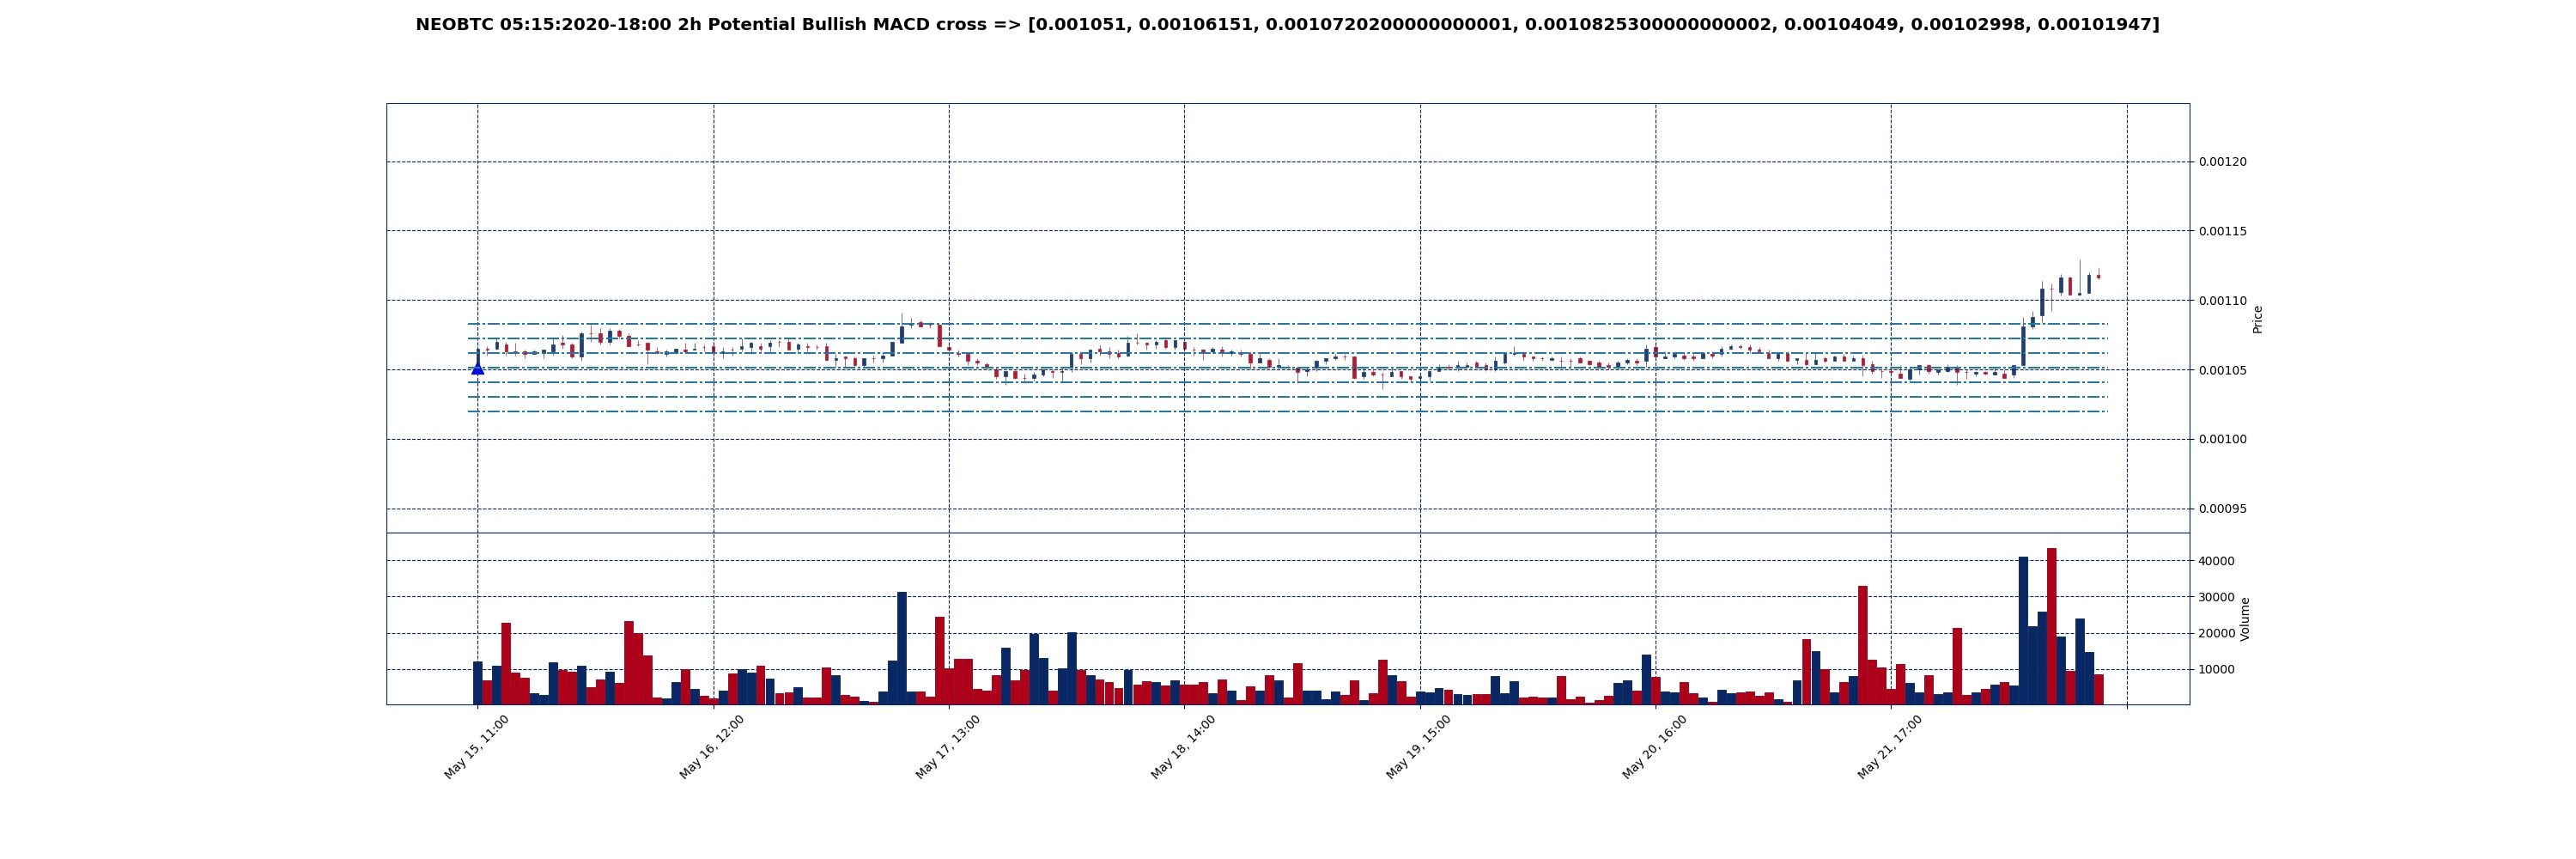 NEOBTC 05:15:2020-18:00 2h Potential Bullish MACD cross => [0.001051, 0.00106151, 0.0010720200000000001, 0.0010825300000000002, 0.00104049, 0.00102998, 0.00101947]
0.00120
0.00115
0.00110
0.00105
0.00100
0.00095
Price
40000
30000
20000
10000
Volume
May 15, 11:00
May 16, 12:00
May 17, 13:00
May 18, 14:00
May 19, 15:00
May 20, 16:00
May 21, 17:00